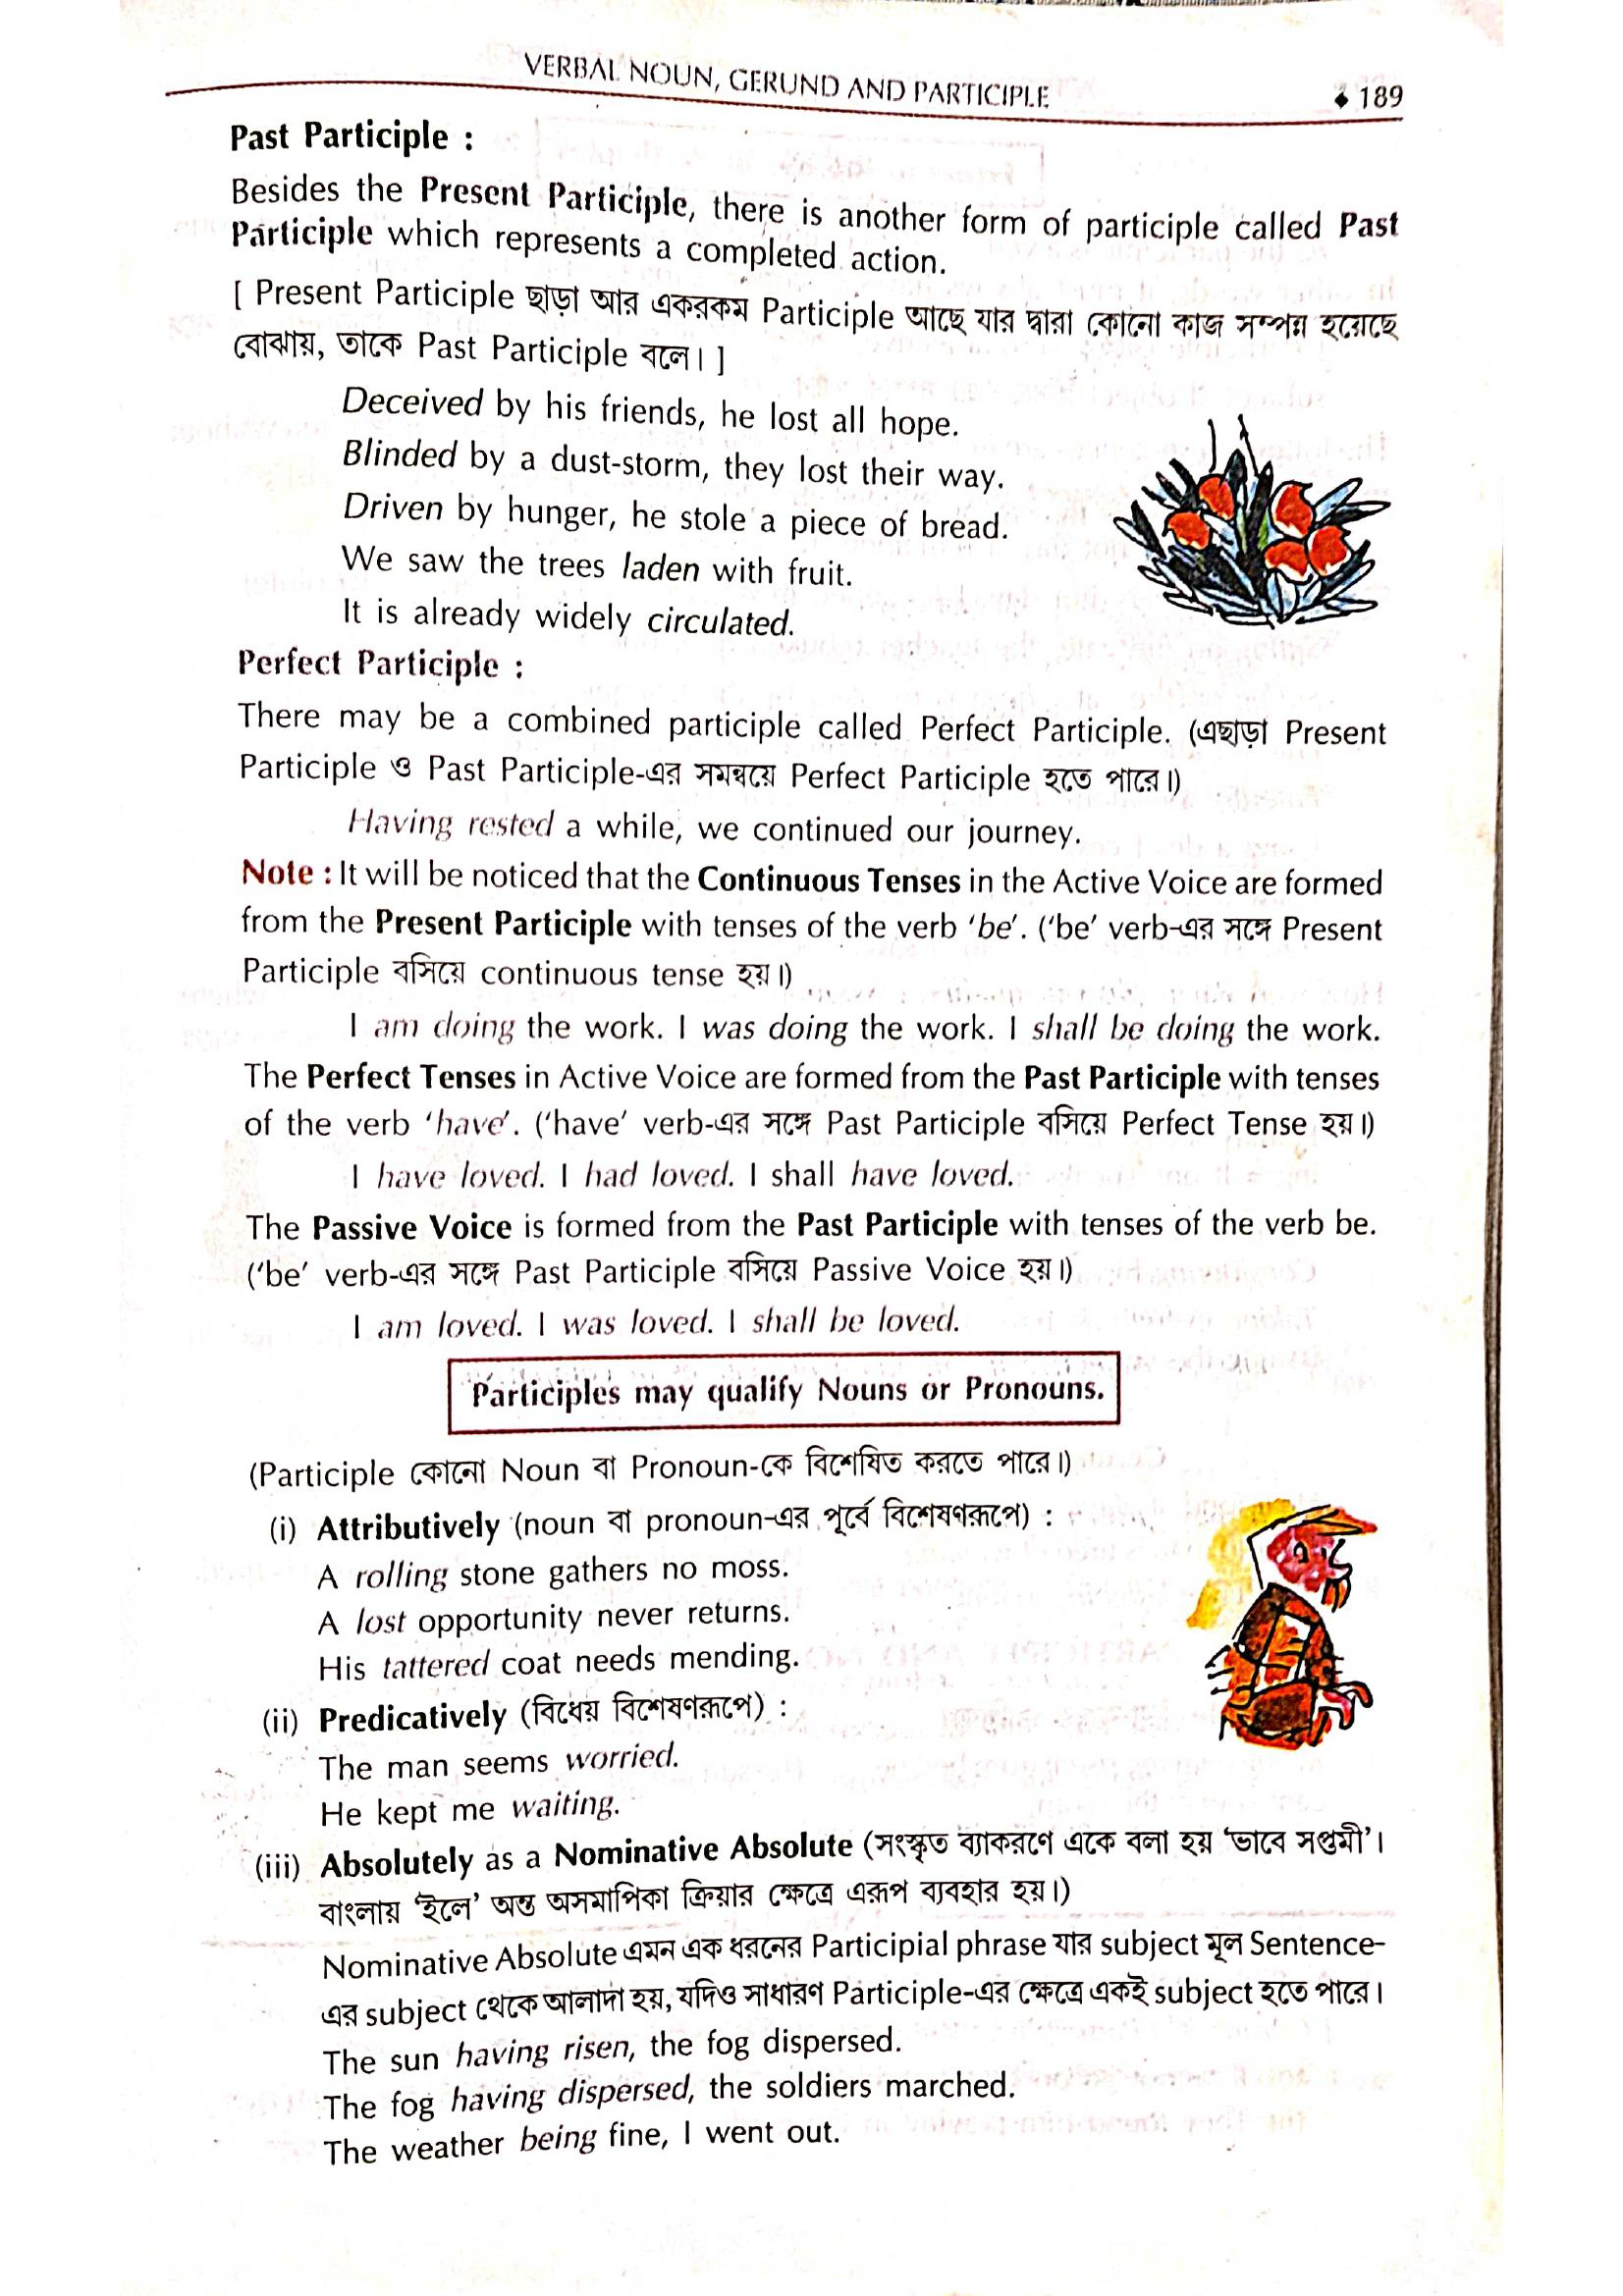 VERBAL NOUN, GERUND AND PARTICIPLE ♦ 189
Past Participle :
Besides the Present Participle, there is another form of participle called Past
Participle which represents a completed action.
[ Present Participle ছাড়া আর একরকম Participle আছে যার দ্বারা কোনো কাজ সম্পন্ন হয়েছে
বোঝায়, তাকে Past Participle বলে। ]
Deceived by his friends, he lost all hope.
Blinded by a dust-storm, they lost their way.
Driven by hunger, he stole a piece of bread.
We saw the trees laden with fruit.
It is already widely circulated.
Perfect Participle :
There may be a combined participle called Perfect Participle. (এছাড়া Present
Participle ও Past Participle-এর সমন্বয়ে Perfect Participle হতে পারে।)
Having rested a while, we continued our journey.
Note : It will be noticed that the Continuous Tenses in the Active Voice are formed
from the Present Participle with tenses of the verb ‘be’. (‘be’ verb-এর সঙ্গে Present
Participle বসিয়ে continuous tense হয়।)
I am doing the work. I was doing the work. I shall be doing the work.
The Perfect Tenses in Active Voice are formed from the Past Participle with tenses
of the verb ‘have’. (‘have’ verb-এর সঙ্গে Past Participle বসিয়ে Perfect Tense হয়।)
I have loved. I had loved. I shall have loved.
The Passive Voice is formed from the Past Participle with tenses of the verb be.
(‘be’ verb-এর সঙ্গে Past Participle বসিয়ে Passive Voice হয়।)
I am loved. I was loved. I shall be loved.
Participles may qualify Nouns or Pronouns.
(Participle কোনো Noun বা Pronoun-কে বিশেষিত করতে পারে।)
(i) Attributively (noun বা pronoun-এর পূর্বে বিশেষণরূপে) :
A rolling stone gathers no moss.
A lost opportunity never returns.
His tattered coat needs mending.
(ii) Predicatively (বিধেয় বিশেষণরূপে) :
The man seems worried.
He kept me waiting.
(iii) Absolutely as a Nominative Absolute (সংস্কৃত ব্যাকরণে একে বলা হয় ‘ভাবে সপ্তমী’।
বাংলায় ‘ইলে’ অন্ত অসমাপিকা ক্রিয়ার ক্ষেত্রে এরূপ ব্যবহার হয়।)
Nominative Absolute এমন এক ধরনের Participial phrase যার subject মূল Sentence-
এর subject থেকে আলাদা হয়, যদিও সাধারণ Participle-এর ক্ষেত্রে একই subject হতে পারে।
The sun having risen, the fog dispersed.
The fog having dispersed, the soldiers marched.
The weather being fine, I went out.